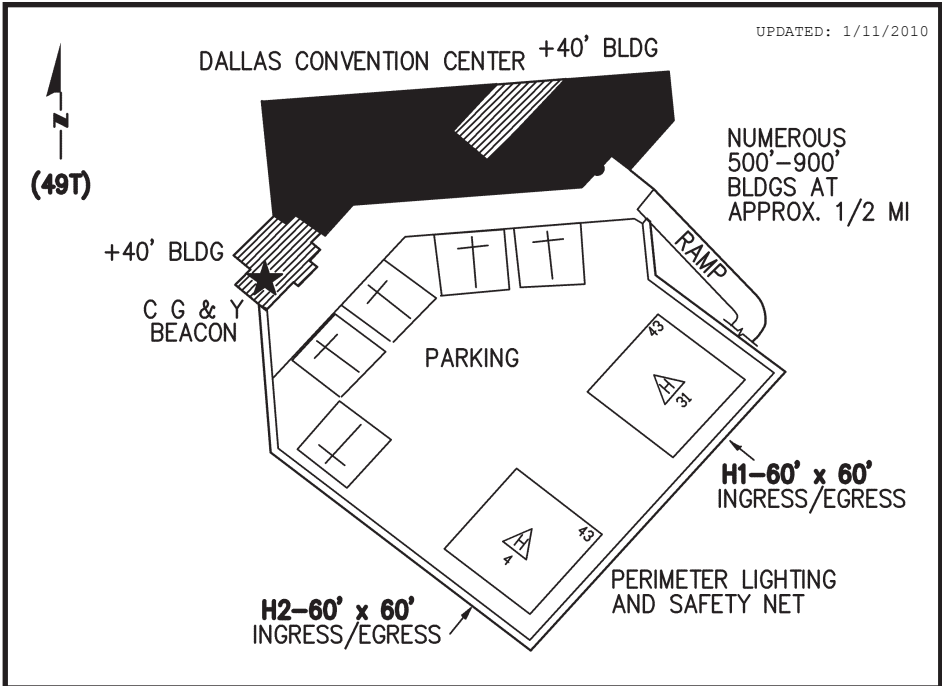 UPDATED: 1/11/2010
DALLAS CONVENTION CENTER
+40' BLDG
N
(49T)
NUMEROUS
500'-900'
BLDGS AT
APPROX. 1/2 MI
+40' BLDG
RAMP
C G & Y
BEACON
PARKING
43
H
31
H1-60' x 60'
INGRESS/EGRESS
43
H
4
PERIMETER LIGHTING
AND SAFETY NET
H2-60' x 60'
INGRESS/EGRESS